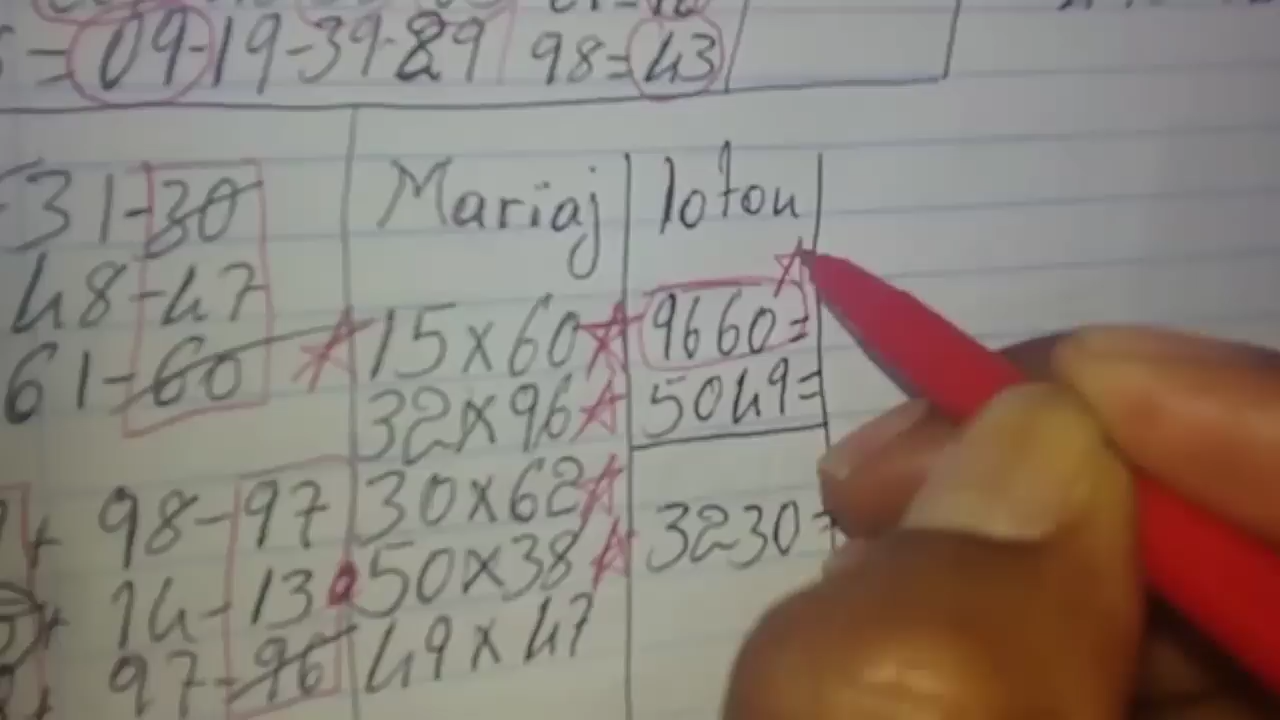 = 09-19-39-29 98=43
31-30 Mariaj lotou
48-47
61-60 15x60 9660=
32x96 5049=
98-97 30x62
+ 14-13 50x38 3230=
97-96 49x47